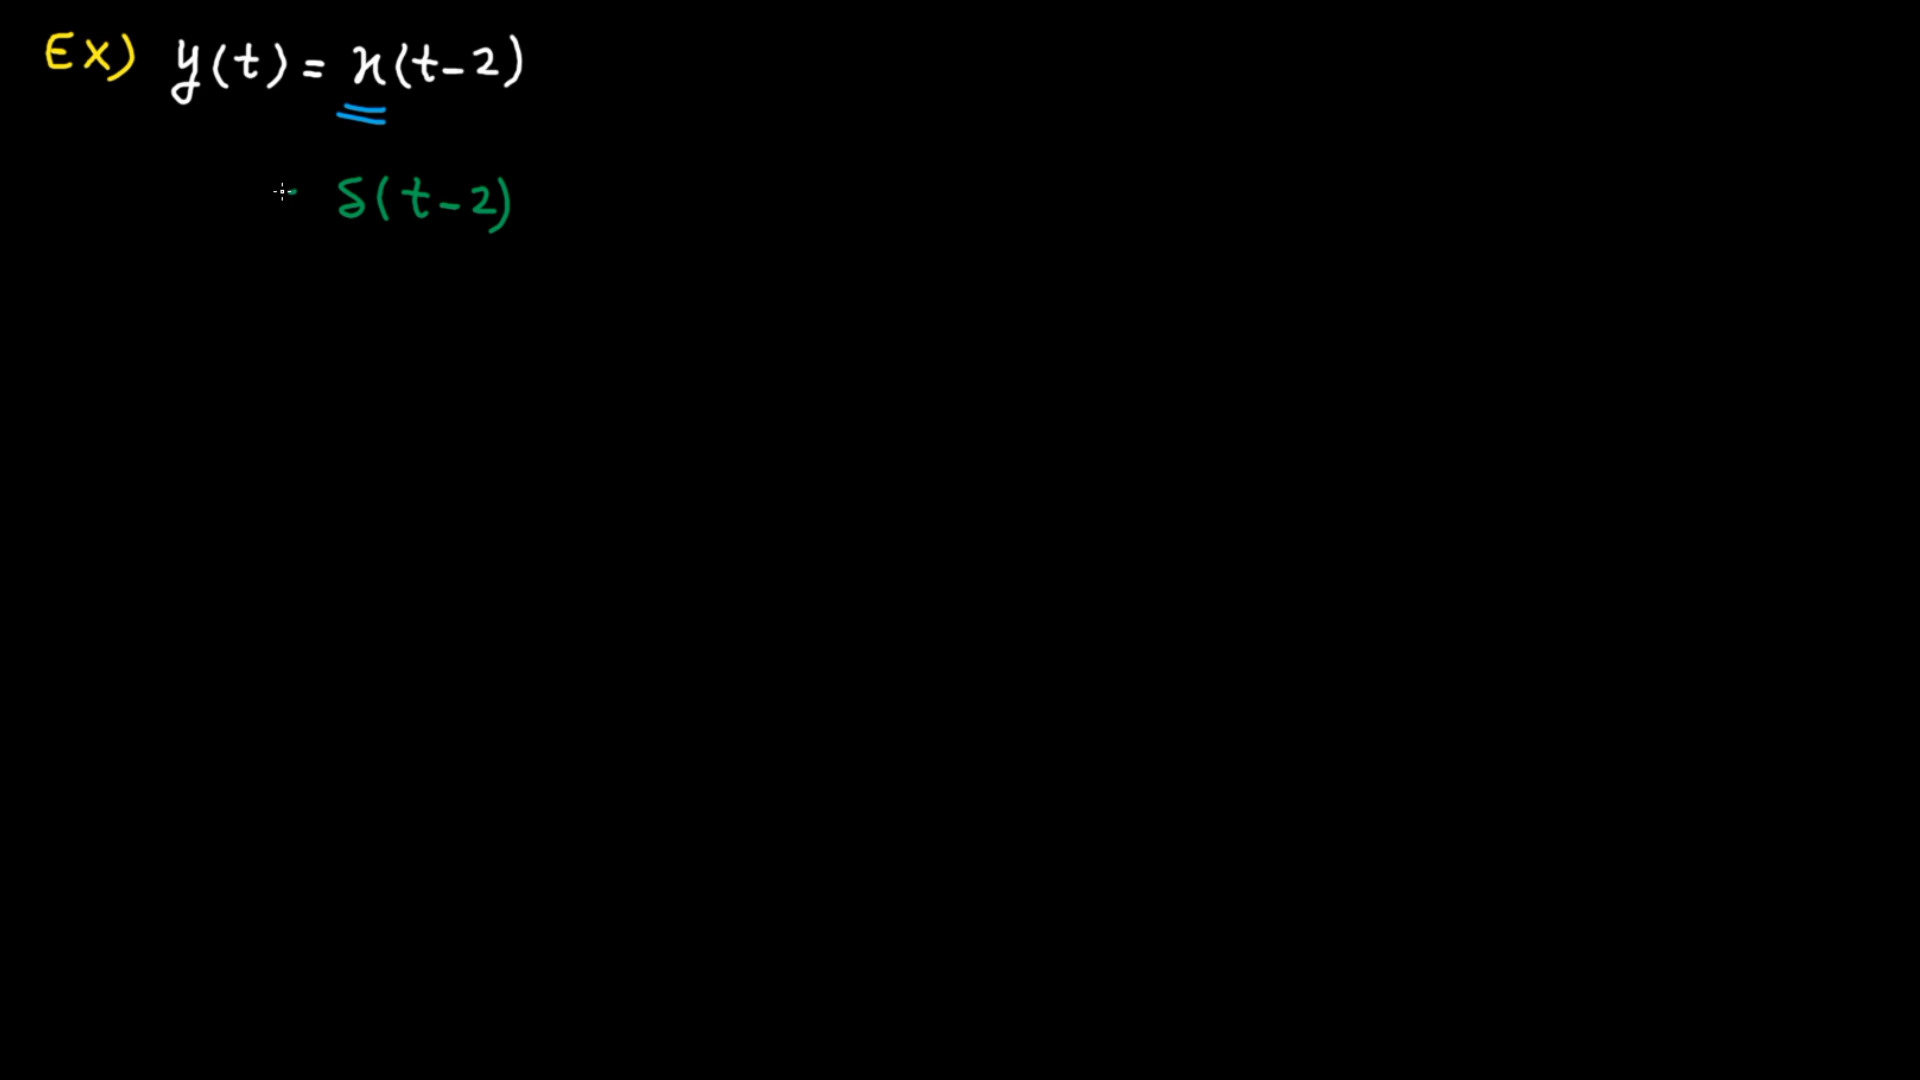 Ex) y(t) = x(t-2)
δ(t-2)